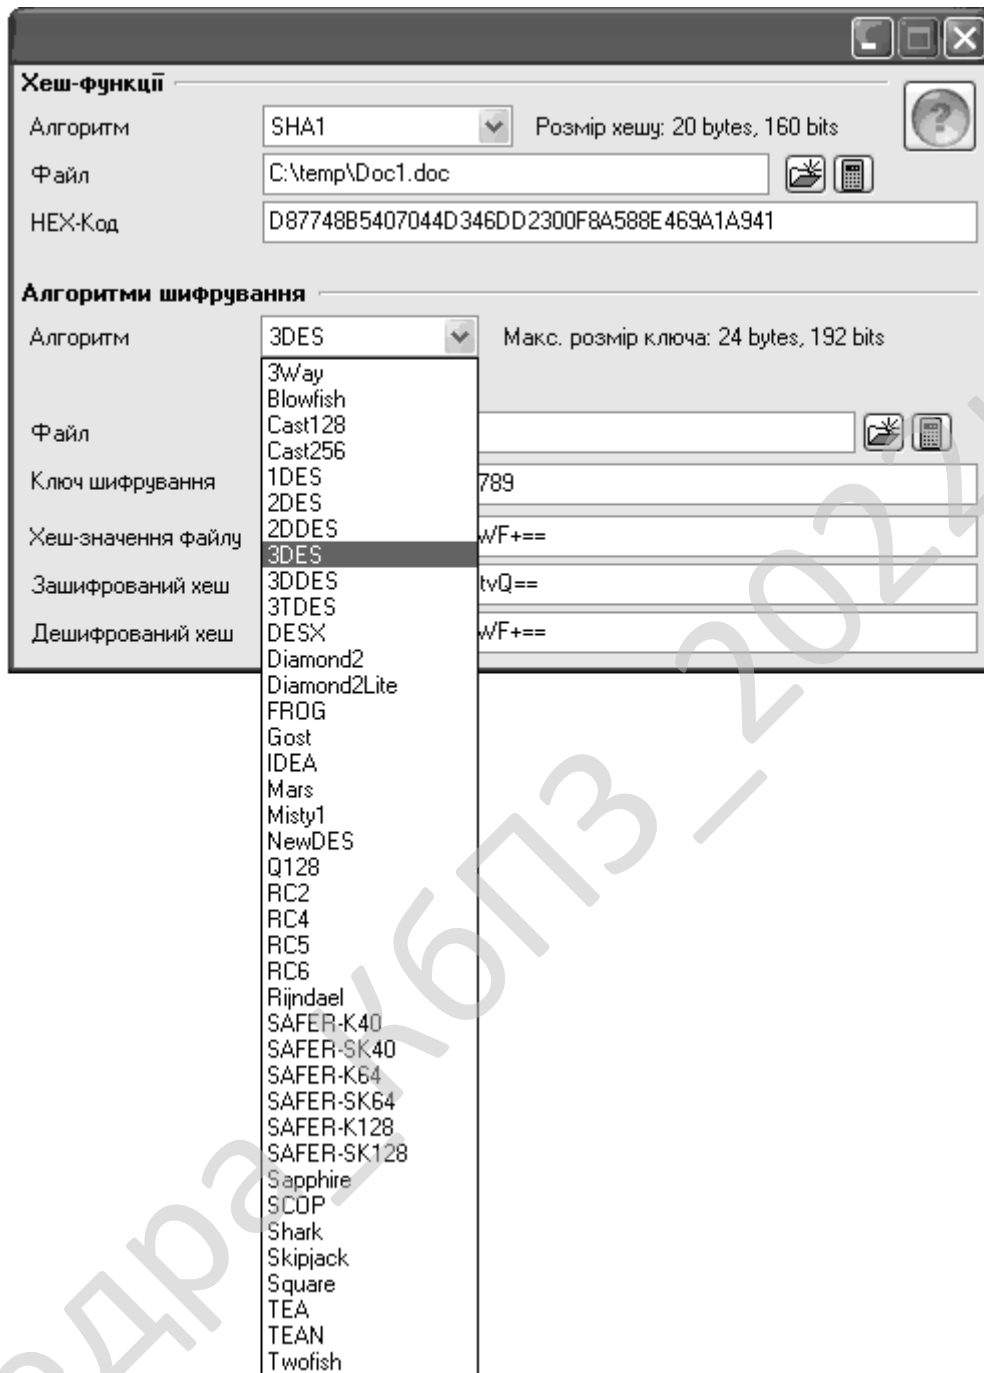 Хеш-функції
Алгоритм SHA1 Розмір хешу: 20 bytes, 160 bits
Файл C:\temp\Doc1.doc
HEX-Код D87748B5407044D346DD2300F8A588E469A1A941
Алгоритми шифрування
Алгоритм 3DES Макс. розмір ключа: 24 bytes, 192 bits
3Way
Blowfish
Cast128
Файл
Cast256
Ключ шифрування 1DES 789
2DES
Хеш-значення файлу 2DDES WF+==
3DES
Зашифрований хеш 3DDES tvQ==
3TDES
Дешифрований хеш DESX WF+==
Diamond2
Diamond2Lite
FROG
Gost
IDEA
Mars
Misty1
NewDES
Q128
RC2
RC4
RC5
RC6
Rijndael
SAFER-K40
SAFER-SK40
SAFER-K64
SAFER-SK64
SAFER-K128
SAFER-SK128
Sapphire
SCOP
Shark
Skipjack
Square
TEA
TEAN
Twofish